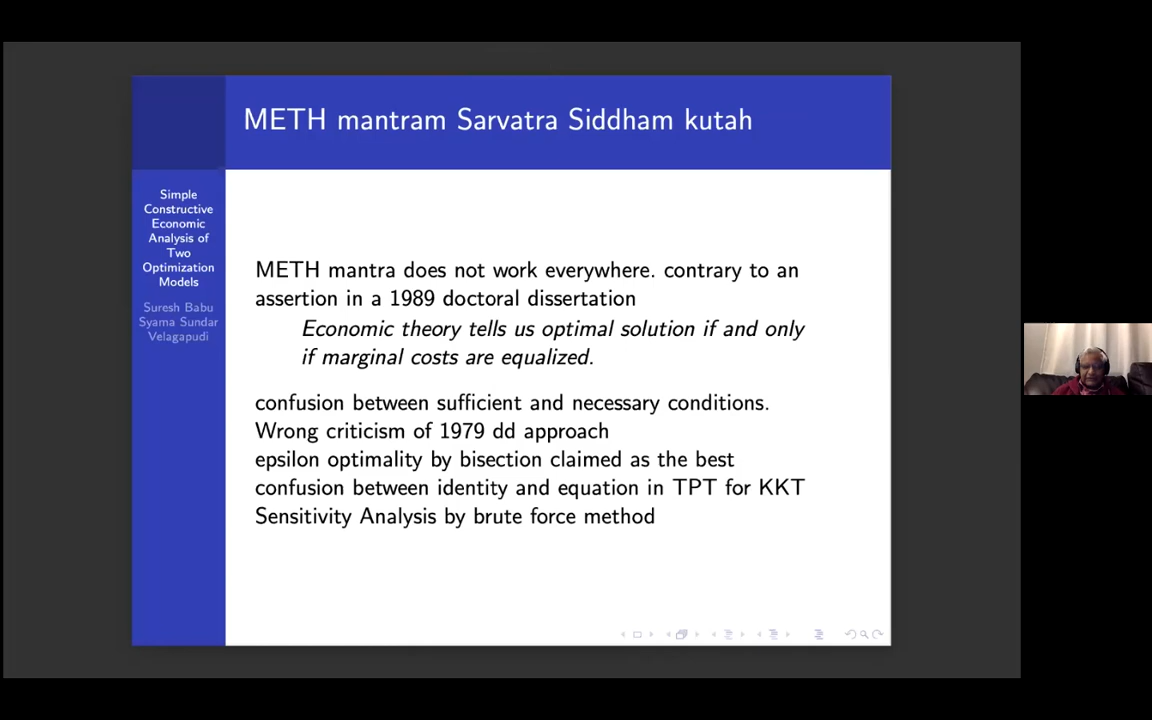 METH mantram Sarvatra Siddham kutah
Simple
Constructive
Economic
Analysis of
Two
Optimization
Models
Suresh Babu
Syama Sundar
Velagapudi
METH mantra does not work everywhere. contrary to an
assertion in a 1989 doctoral dissertation
Economic theory tells us optimal solution if and only
if marginal costs are equalized.
confusion between sufficient and necessary conditions.
Wrong criticism of 1979 dd approach
epsilon optimality by bisection claimed as the best
confusion between identity and equation in TPT for KKT
Sensitivity Analysis by brute force method